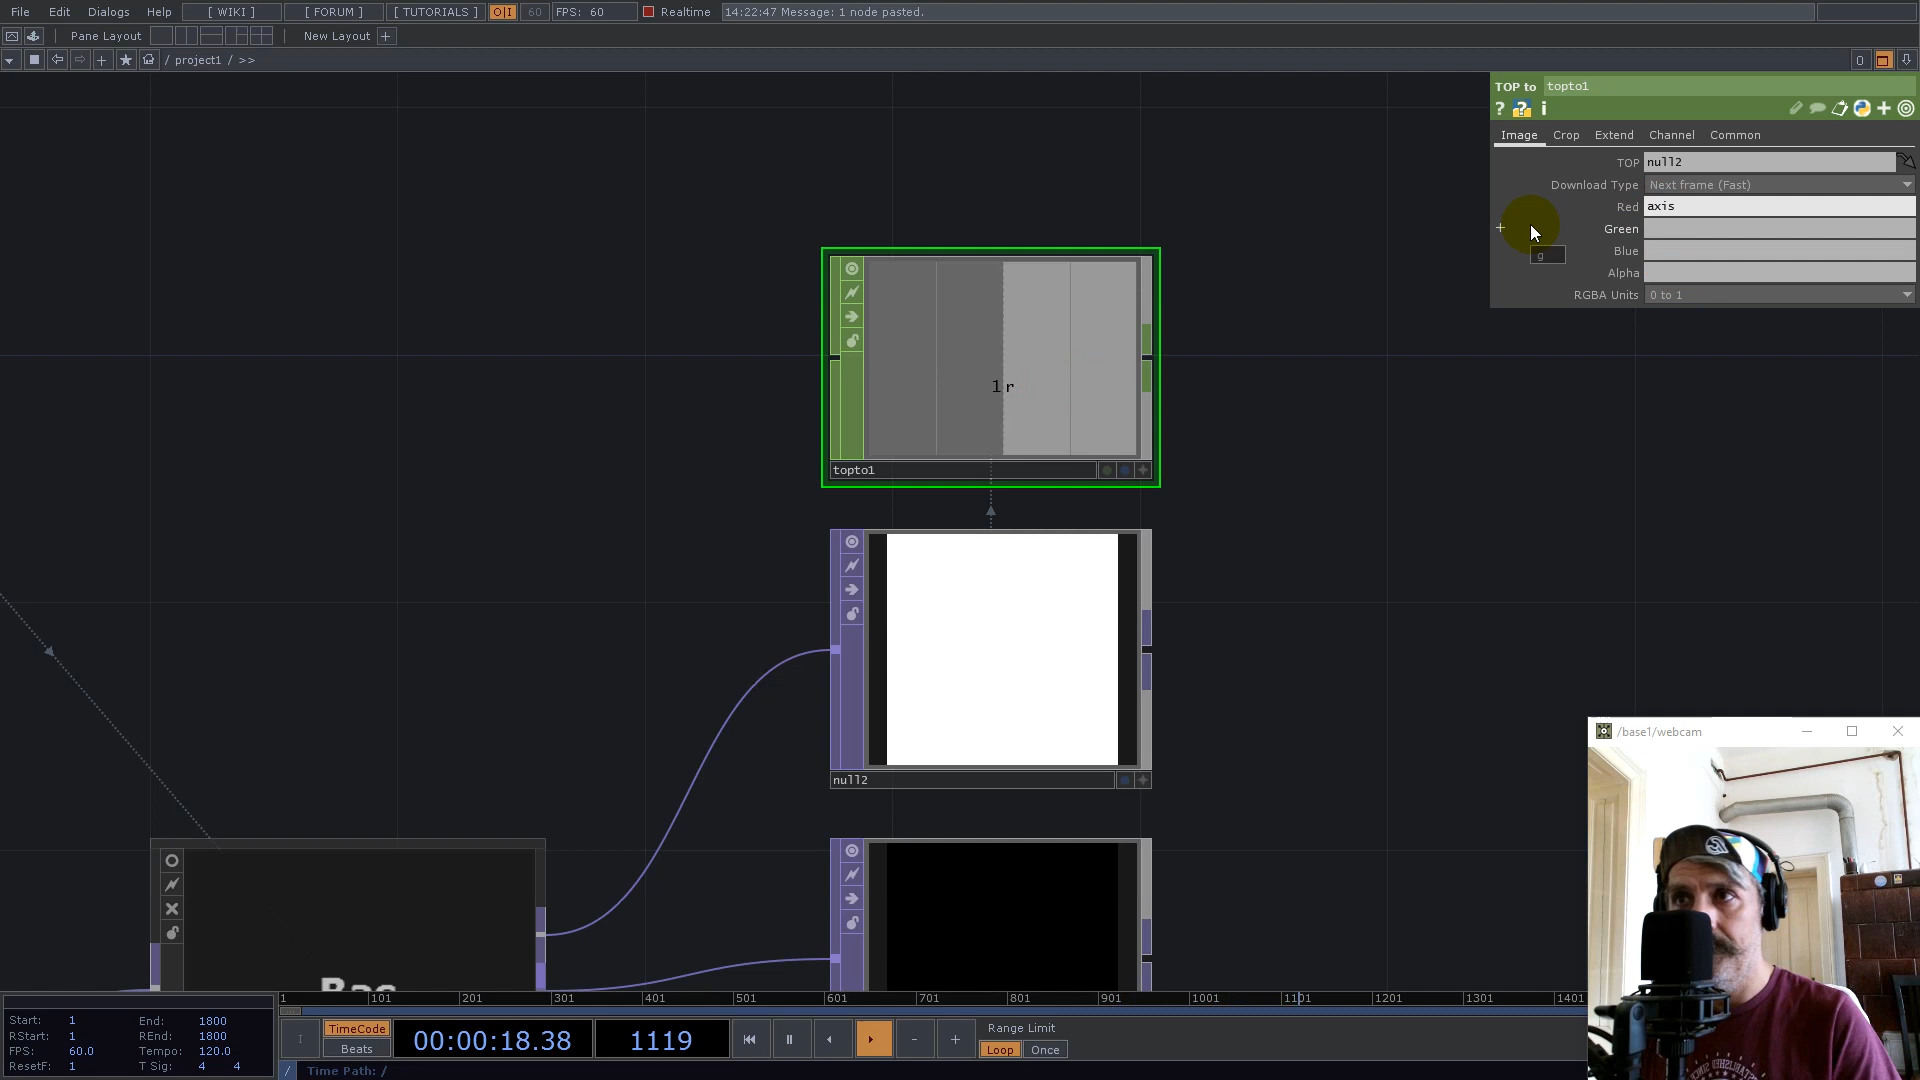 File Edit Dialogs Help [ WIKI ] [ FORUM ] [ TUTORIALS ] O|I 60 FPS: 60 Realtime 14:22:47 Message: 1 node pasted.
Pane Layout New Layout +
/ project1 / >> 0
TOP to topto1
? ? i
Image Crop Extend Channel Common
TOP null2
Download Type Next frame (Fast)
Red axis
Green
g
Blue
Alpha
RGBA Units 0 to 1
1 r
topto1
null2
/base1/webcam
1 101 201 301 401 501 601 701 801 901 1001 1101 1201 1301 1401
Start: 1 End: 1800
RStart: 1 REnd: 1800
FPS: 60.0 Tempo: 120.0
ResetF: 1 T Sig: 4 4
TimeCode
Beats
00:00:18.38 1119
Range Limit
Loop Once
/ Time Path: /